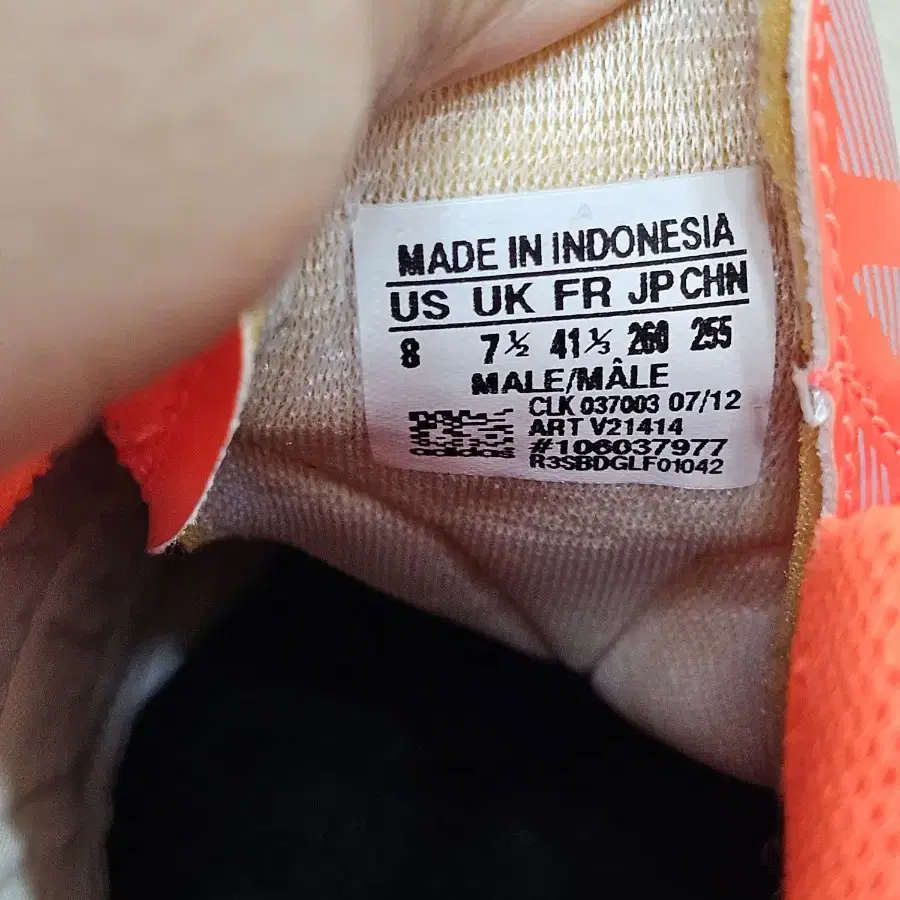 MADE IN INDONESIA
US UK FR JP CHN
8 7½ 41⅓ 260 255
MALE/MÂLE
CLK 037003 07/12
ART V21414
#106037977
R3SBDGLF01042